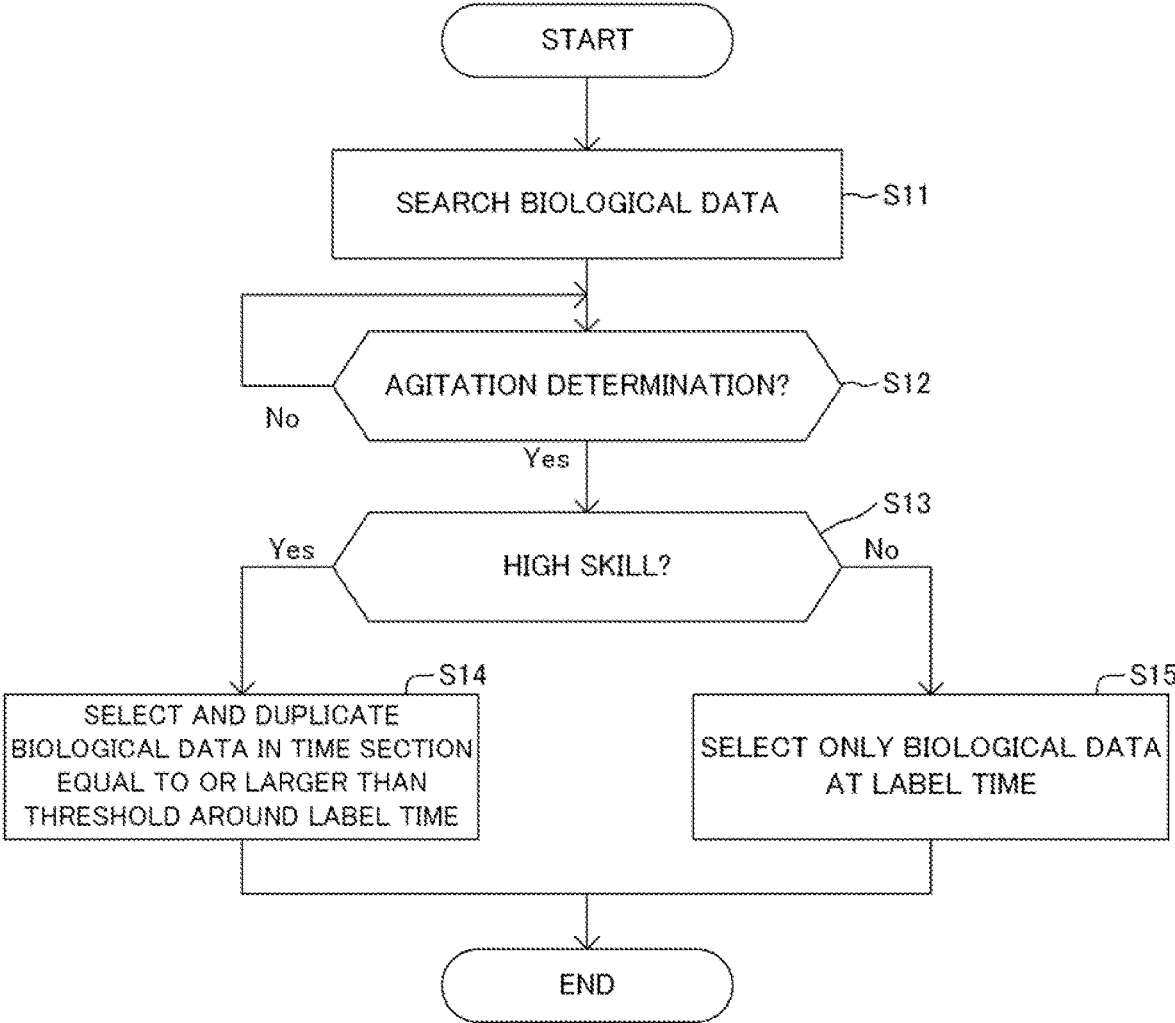 START
SEARCH BIOLOGICAL DATA
S11
AGITATION DETERMINATION?
S12
No
Yes
S13
HIGH SKILL?
Yes
No
S14
SELECT AND DUPLICATE
BIOLOGICAL DATA IN TIME SECTION
EQUAL TO OR LARGER THAN
THRESHOLD AROUND LABEL TIME
S15
SELECT ONLY BIOLOGICAL DATA
AT LABEL TIME
END